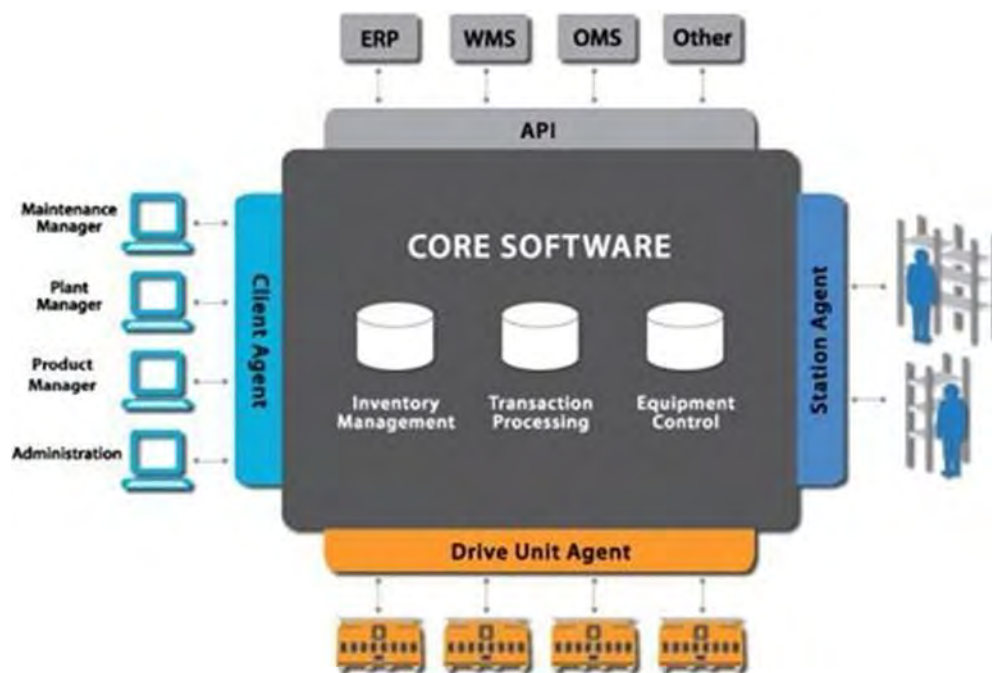 ERP
WMS
OMS
Other
API
Maintenance
Manager
Plant
Manager
Product
Manager
Administration
Client Agent
CORE SOFTWARE
Inventory
Management
Transaction
Processing
Equipment
Control
Station Agent
Drive Unit Agent